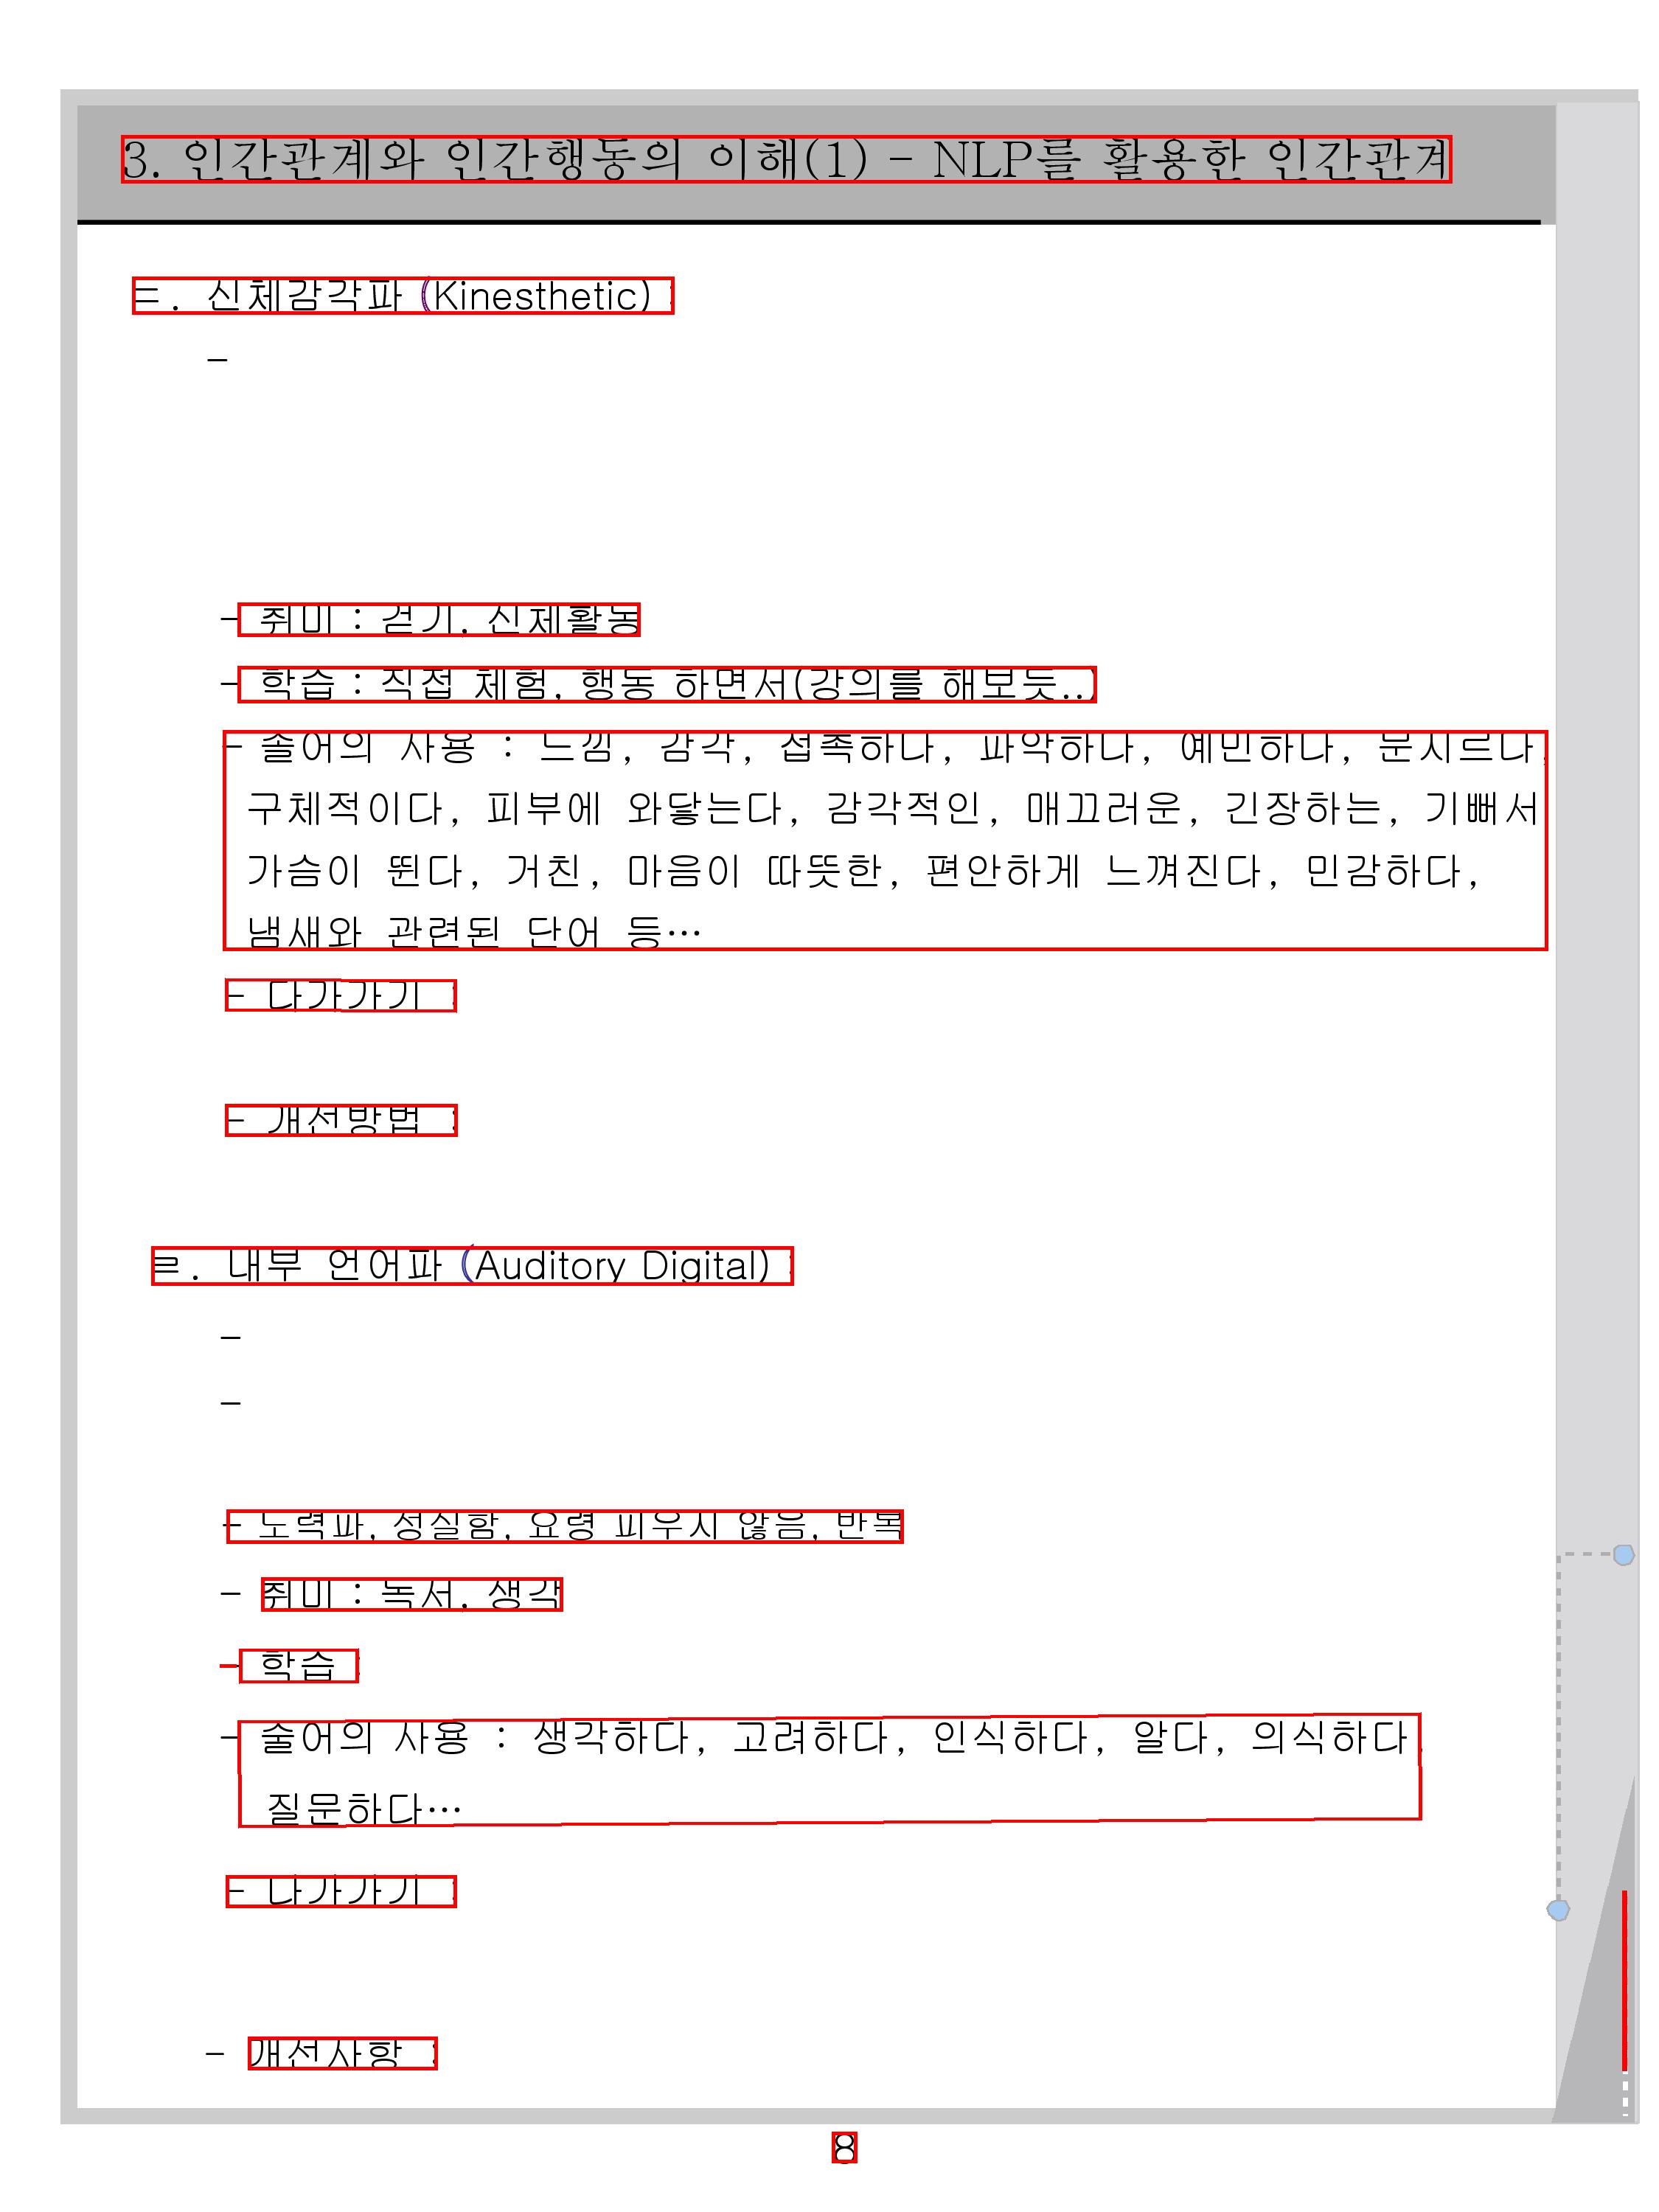 3. 인간관계와 인간행동의 이해(1) - NLP를 활용한 인간관계
ㄷ. 신체감각파 (Kinesthetic) :
-
- 취미 : 걷기, 신체활동
- 학습 : 직접 체험, 행동 하면서(강의를 해보듯..)
- 술어의 사용 : 느낌, 감각, 접촉하다, 파악하다, 예민하다, 문지르다,
구체적이다, 피부에 와닿는다, 감각적인, 매끄러운, 긴장하는, 기뻐서
가슴이 뛴다, 거친, 마음이 따뜻한, 편안하게 느껴진다, 민감하다,
냄새와 관련된 단어 등…
- 다가가기 :
- 개선방법 :
ㄹ. 내부 언어파 (Auditory Digital) :
-
-
- 노력파, 성실함, 요령 피우지 않음, 반복
- 취미 : 독서, 생각
- 학습 :
- 술어의 사용 : 생각하다, 고려하다, 인식하다, 알다, 의식하다,
질문하다…
- 다가가기 :
- 개선사항 :
8